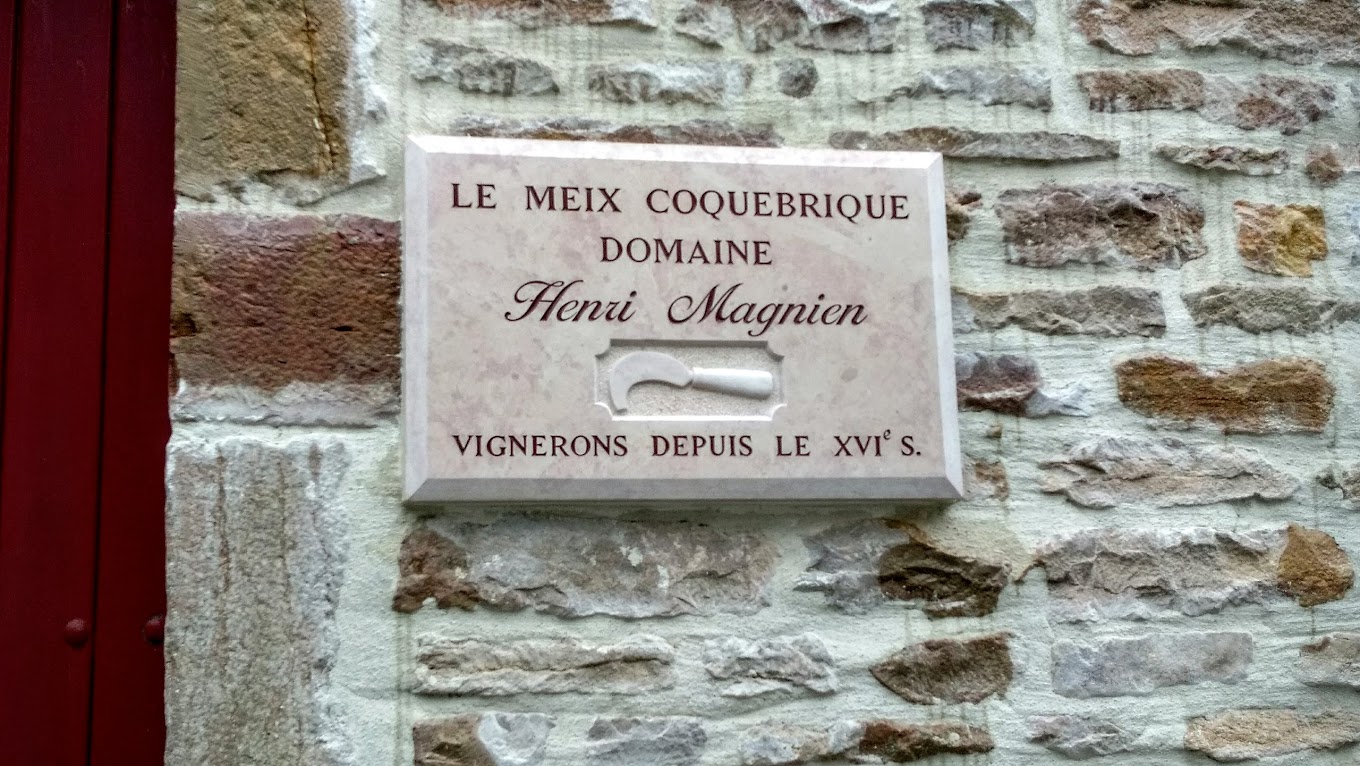 LE MEIX COQUEBRIQUE
DOMAINE
Henri Magnien
VIGNERONS DEPUIS LE XVIᵉ S.